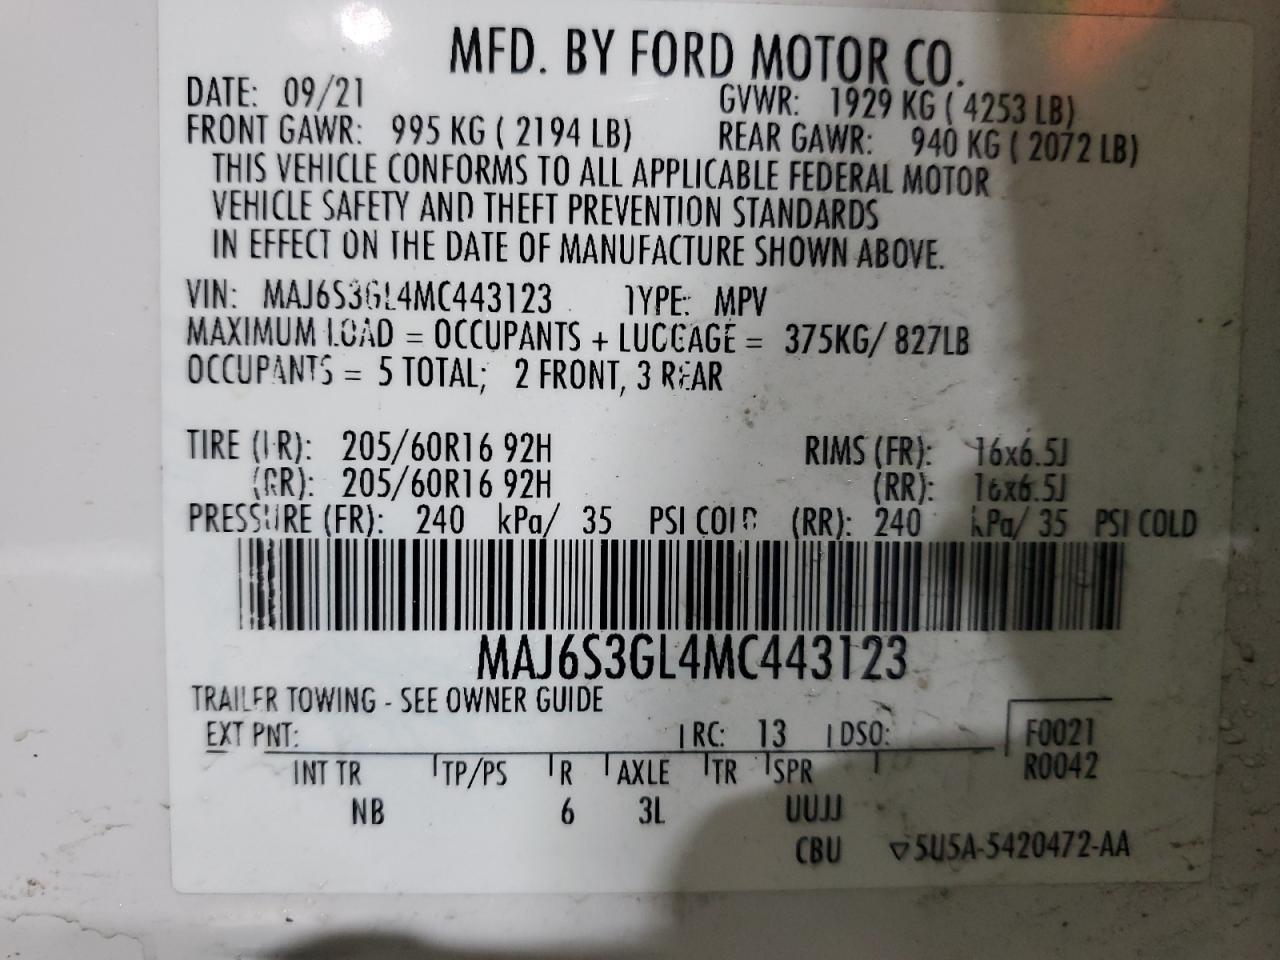 MFD. BY FORD MOTOR CO.
DATE: 09/21 GVWR: 1929 KG ( 4253 LB)
FRONT GAWR: 995 KG ( 2194 LB) REAR GAWR: 940 KG ( 2072 LB)
THIS VEHICLE CONFORMS TO ALL APPLICABLE FEDERAL MOTOR
VEHICLE SAFETY AND THEFT PREVENTION STANDARDS
IN EFFECT ON THE DATE OF MANUFACTURE SHOWN ABOVE.
VIN: MAJ6S3GL4MC443123 TYPE: MPV
MAXIMUM LOAD = OCCUPANTS + LUGGAGE = 375KG/ 827LB
OCCUPANTS = 5 TOTAL; 2 FRONT, 3 REAR
TIRE (FR): 205/60R16 92H RIMS (FR): 16x6.5J
(RR): 205/60R16 92H (RR): 16x6.5J
PRESSURE (FR): 240 kPa/ 35 PSI COLD (RR): 240 kPa/ 35 PSI COLD
MAJ6S3GL4MC443123
TRAILER TOWING - SEE OWNER GUIDE
EXT PNT: RC: 13 DSO: F0021
INT TR TP/PS R AXLE TR SPR R0042
NB 6 3L UUJJ
CBU ▽5U5A-5420472-AA